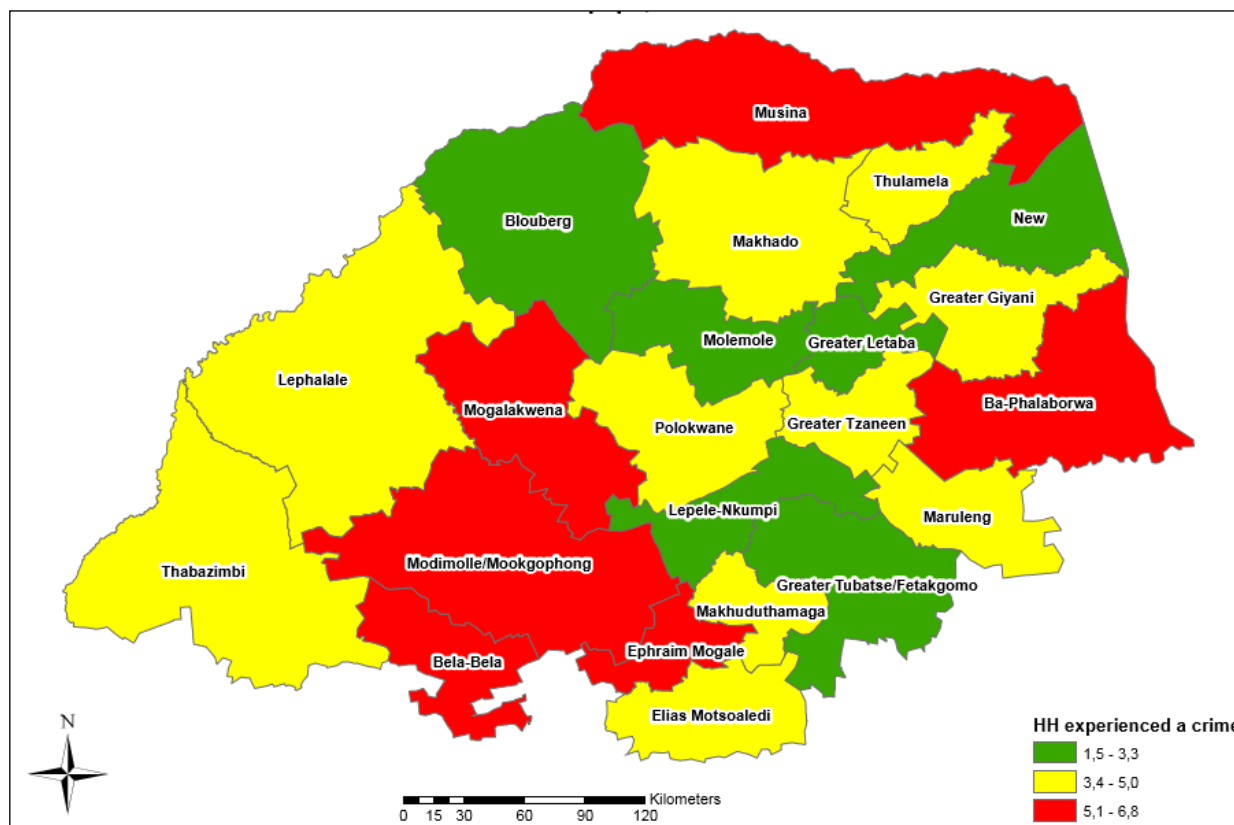 Musina
Thulamela
Blouberg
New
Makhado
Greater Giyani
Molemole
Greater Letaba
Lephalale
Ba-Phalaborwa
Mogalakwena
Polokwane
Greater Tzaneen
Lepele-Nkumpi
Maruleng
Modimolle/Mookgophong
Thabazimbi
Greater Tubatse/Fetakgomo
Makhuduthamaga
Ephraim Mogale
Bela-Bela
Elias Motsoaledi
N
HH experienced a crime
1,5 - 3,3
3,4 - 5,0
5,1 - 6,8
Kilometers
0 15 30 60 90 120